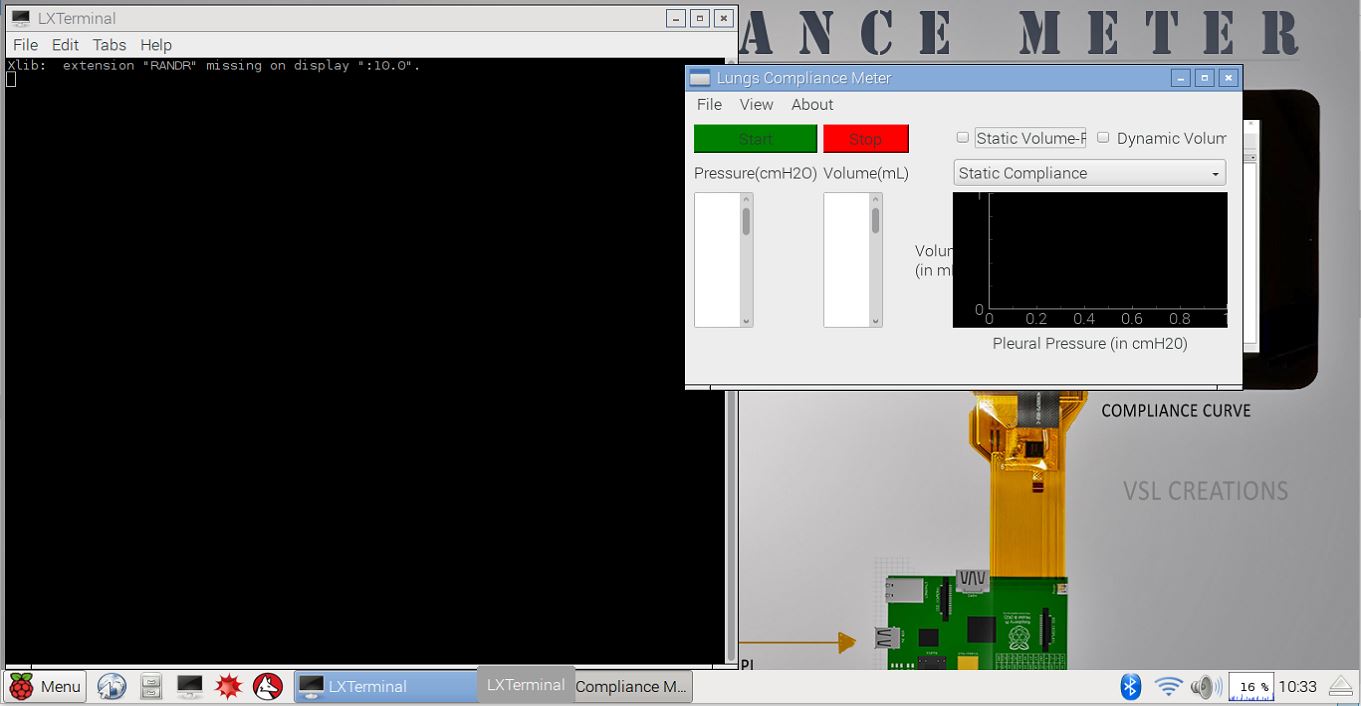 LXTerminal
File Edit Tabs Help
Xlib: extension "RANDR" missing on display ":10.0".
ANCE METER
Lungs Compliance Meter
File View About
Start Stop
Static Volume-P
Dynamic Volum
Pressure(cmH2O) Volume(mL)
Static Compliance
Volun
(in ml
1
0
0 0.2 0.4 0.6 0.8 1
Pleural Pressure (in cmH20)
COMPLIANCE CURVE
VSL CREATIONS
PI
Menu
LXTerminal
LXTerminal
Compliance M...
16 %
10:33